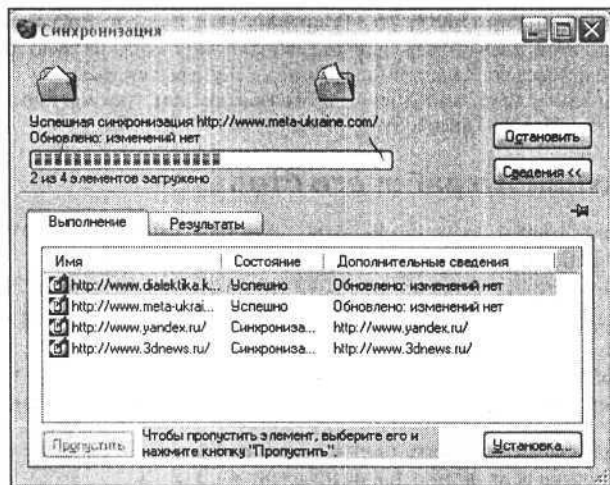 Синхронизация
Успешная синхронизация http://www.meta-ukraine.com/
Обновлено: изменений нет
Остановить
2 из 4 элементов загружено
Сведения <<
Выполнение
Результаты
Имя Состояние Дополнительные сведения
http://www.dialektika.k... Успешно Обновлено: изменений нет
http://www.meta-ukrai... Успешно Обновлено: изменений нет
http://www.yandex.ru/ Синхрониза... http://www.yandex.ru/
http://www.3dnews.ru/ Синхрониза... http://www.3dnews.ru/
Пропустить
Чтобы пропустить элемент, выберите его и
нажмите кнопку "Пропустить".
Установка...